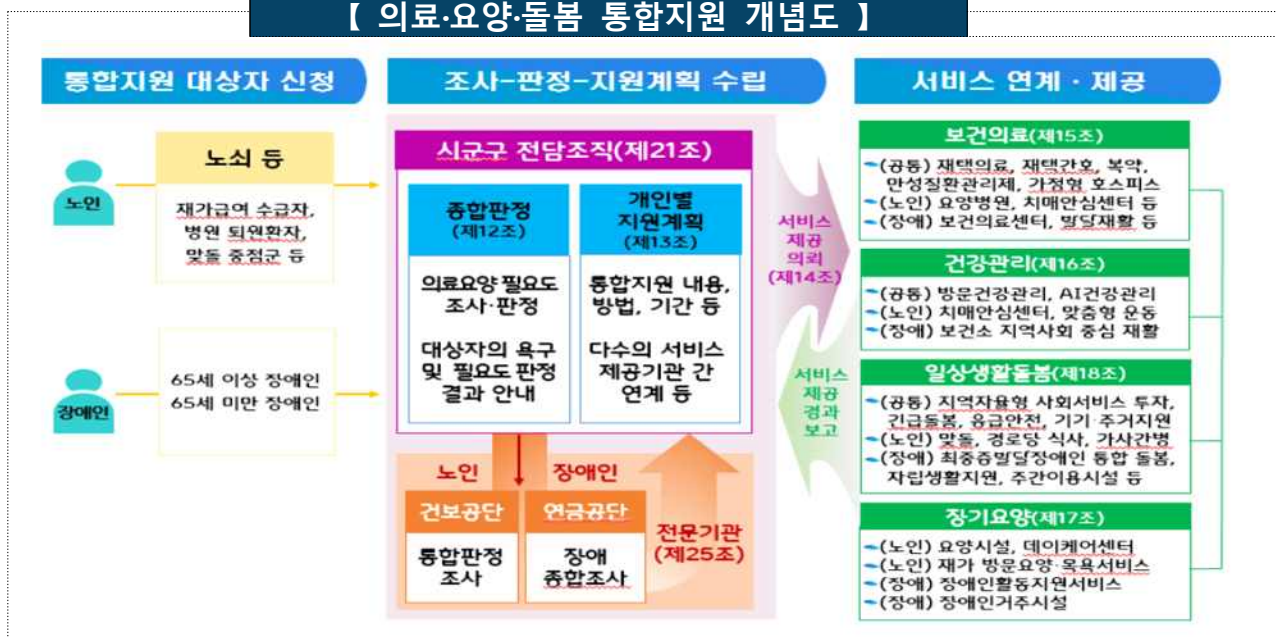 【 의료·요양·돌봄 통합지원 개념도 】
통합지원 대상자 신청
노인
노쇠 등
재가급여 수급자,
병원 퇴원환자,
맞돌 중점군 등
장애인
65세 이상 장애인
65세 미만 장애인
조사-판정-지원계획 수립
시군구 전담조직(제21조)
종합판정
(제12조)
의료요양 필요도
조사·판정
대상자의 욕구
및 필요도 판정
결과 안내
개인별
지원계획
(제13조)
통합지원 내용,
방법, 기간 등
다수의 서비스
제공기관 간
연계 등
노인
장애인
건보공단
통합판정
조사
연금공단
장애
종합조사
전문기관
(제25조)
서비스
제공
의뢰
(제14조)
서비스
제공
경과
보고
서비스 연계 · 제공
보건의료(제15조)
(공통) 재택의료, 재택간호, 복약,
만성질환관리제, 가정형 호스피스
(노인) 요양병원, 치매안심센터 등
(장애) 보건의료센터, 발달재활 등
건강관리(제16조)
(공통) 방문건강관리, AI건강관리
(노인) 치매안심센터, 맞춤형 운동
(장애) 보건소 지역사회 중심 재활
일상생활돌봄(제18조)
(공통) 지역자율형 사회서비스 투자,
긴급돌봄, 응급안전, 기기·주거지원
(노인) 맞돌, 경로당 식사, 가사간병
(장애) 최중증발달장애인 통합 돌봄,
자립생활지원, 주간이용시설 등
장기요양(제17조)
(노인) 요양시설, 데이케어센터
(노인) 재가 방문요양·목욕서비스
(장애) 장애인활동지원서비스
(장애) 장애인거주시설